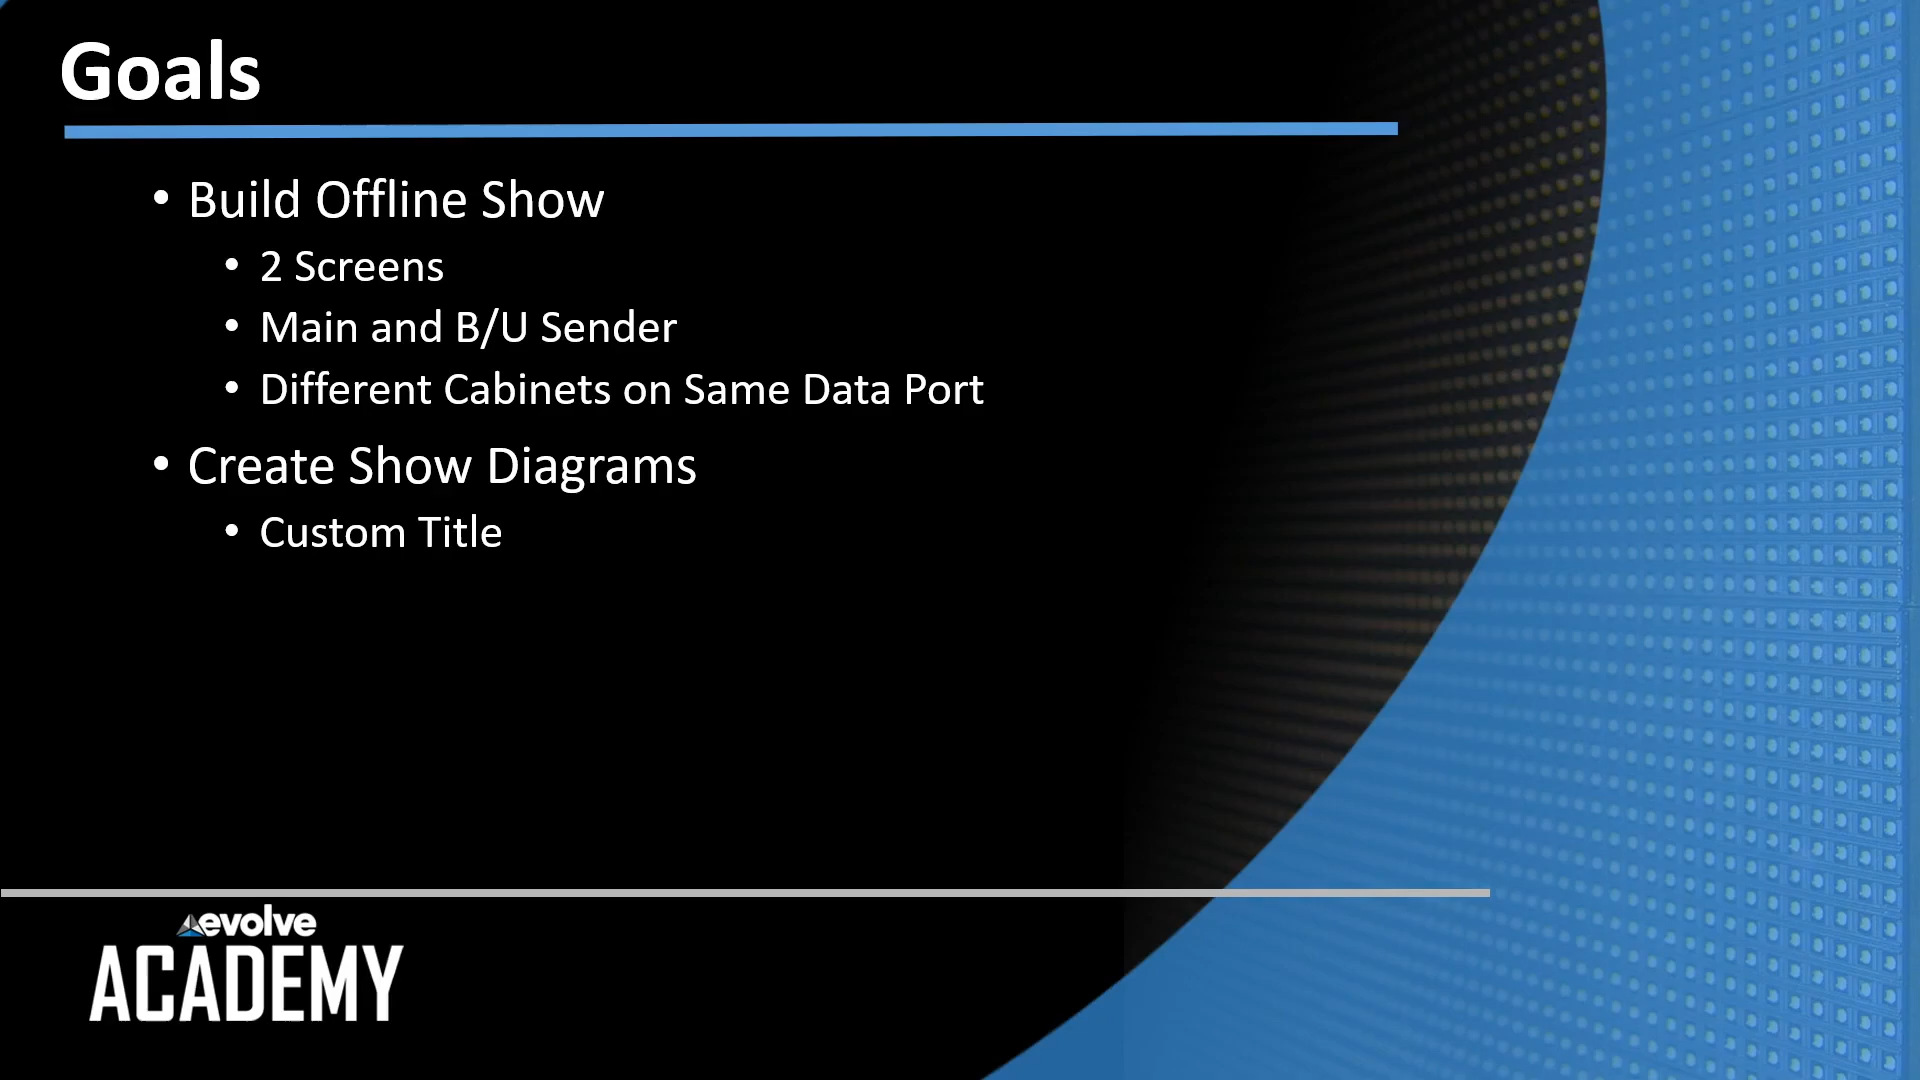 Goals
• Build Offline Show
• 2 Screens
• Main and B/U Sender
• Different Cabinets on Same Data Port
• Create Show Diagrams
• Custom Title
evolve
ACADEMY